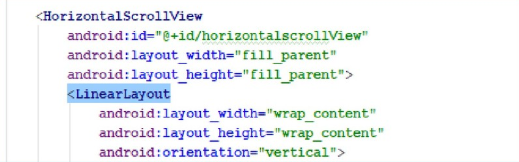 <HorizontalScrollView
android:id="@+id/horizontalscrollView"
android:layout_width="fill_parent"
android:layout_height="fill_parent">
<LinearLayout
android:layout_width="wrap_content"
android:layout_height="wrap_content"
android:orientation="vertical">